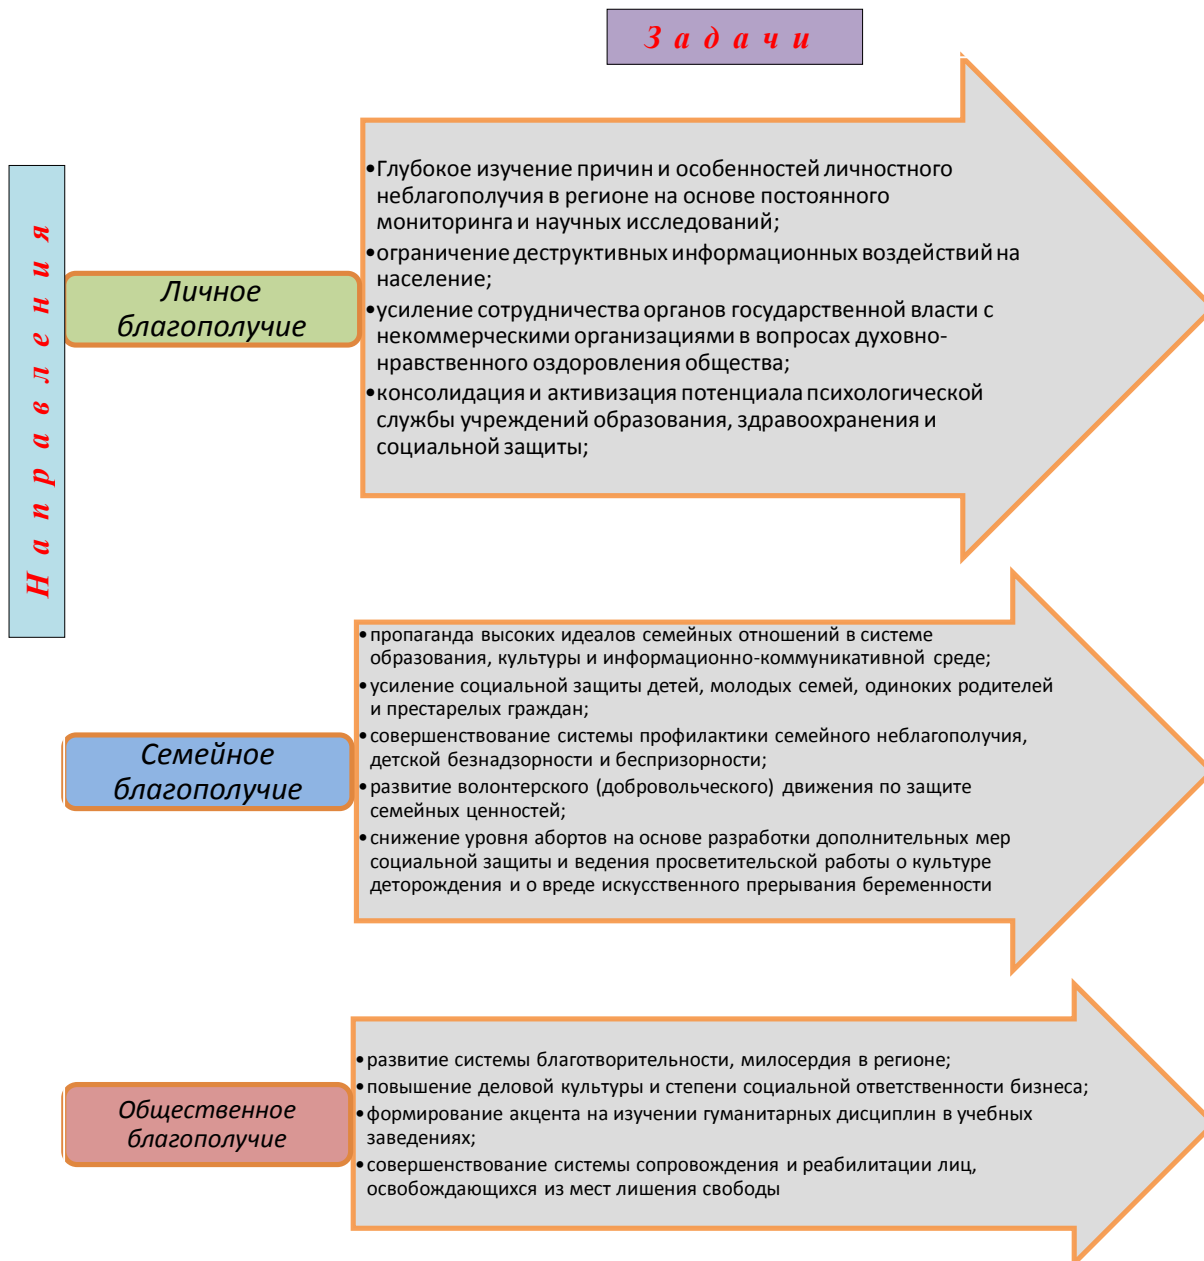 З а д а ч и
Н а п р а в л е н и я
Личное
благополучие
•Глубокое изучение причин и особенностей личностного
неблагополучия в регионе на основе постоянного
мониторинга и научных исследований;
•ограничение деструктивных информационных воздействий на
население;
•усиление сотрудничества органов государственной власти с
некоммерческими организациями в вопросах духовно-
нравственного оздоровления общества;
•консолидация и активизация потенциала психологической
службы учреждений образования, здравоохранения и
социальной защиты;
Семейное
благополучие
•пропаганда высоких идеалов семейных отношений в системе
образования, культуры и информационно-коммуникативной среде;
•усиление социальной защиты детей, молодых семей, одиноких родителей
и престарелых граждан;
•совершенствование системы профилактики семейного неблагополучия,
детской безнадзорности и беспризорности;
•развитие волонтерского (добровольческого) движения по защите
семейных ценностей;
•снижение уровня абортов на основе разработки дополнительных мер
социальной защиты и ведения просветительской работы о культуре
деторождения и о вреде искусственного прерывания беременности
Общественное
благополучие
•развитие системы благотворительности, милосердия в регионе;
•повышение деловой культуры и степени социальной ответственности бизнеса;
•формирование акцента на изучении гуманитарных дисциплин в учебных
заведениях;
•совершенствование системы сопровождения и реабилитации лиц,
освобождающихся из мест лишения свободы